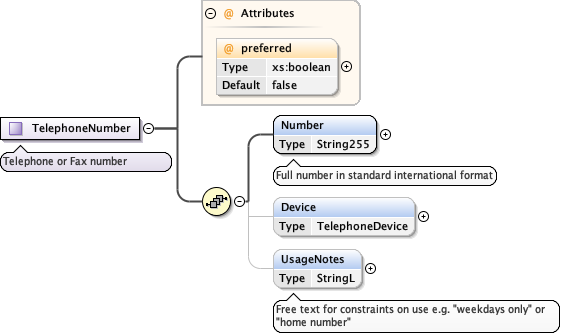 @ Attributes
@ preferred
Type xs:boolean
Default false
TelephoneNumber
Telephone or Fax number
Number
Type String255
Full number in standard international format
Device
Type TelephoneDevice
UsageNotes
Type StringL
Free text for constraints on use e.g. "weekdays only" or
"home number"